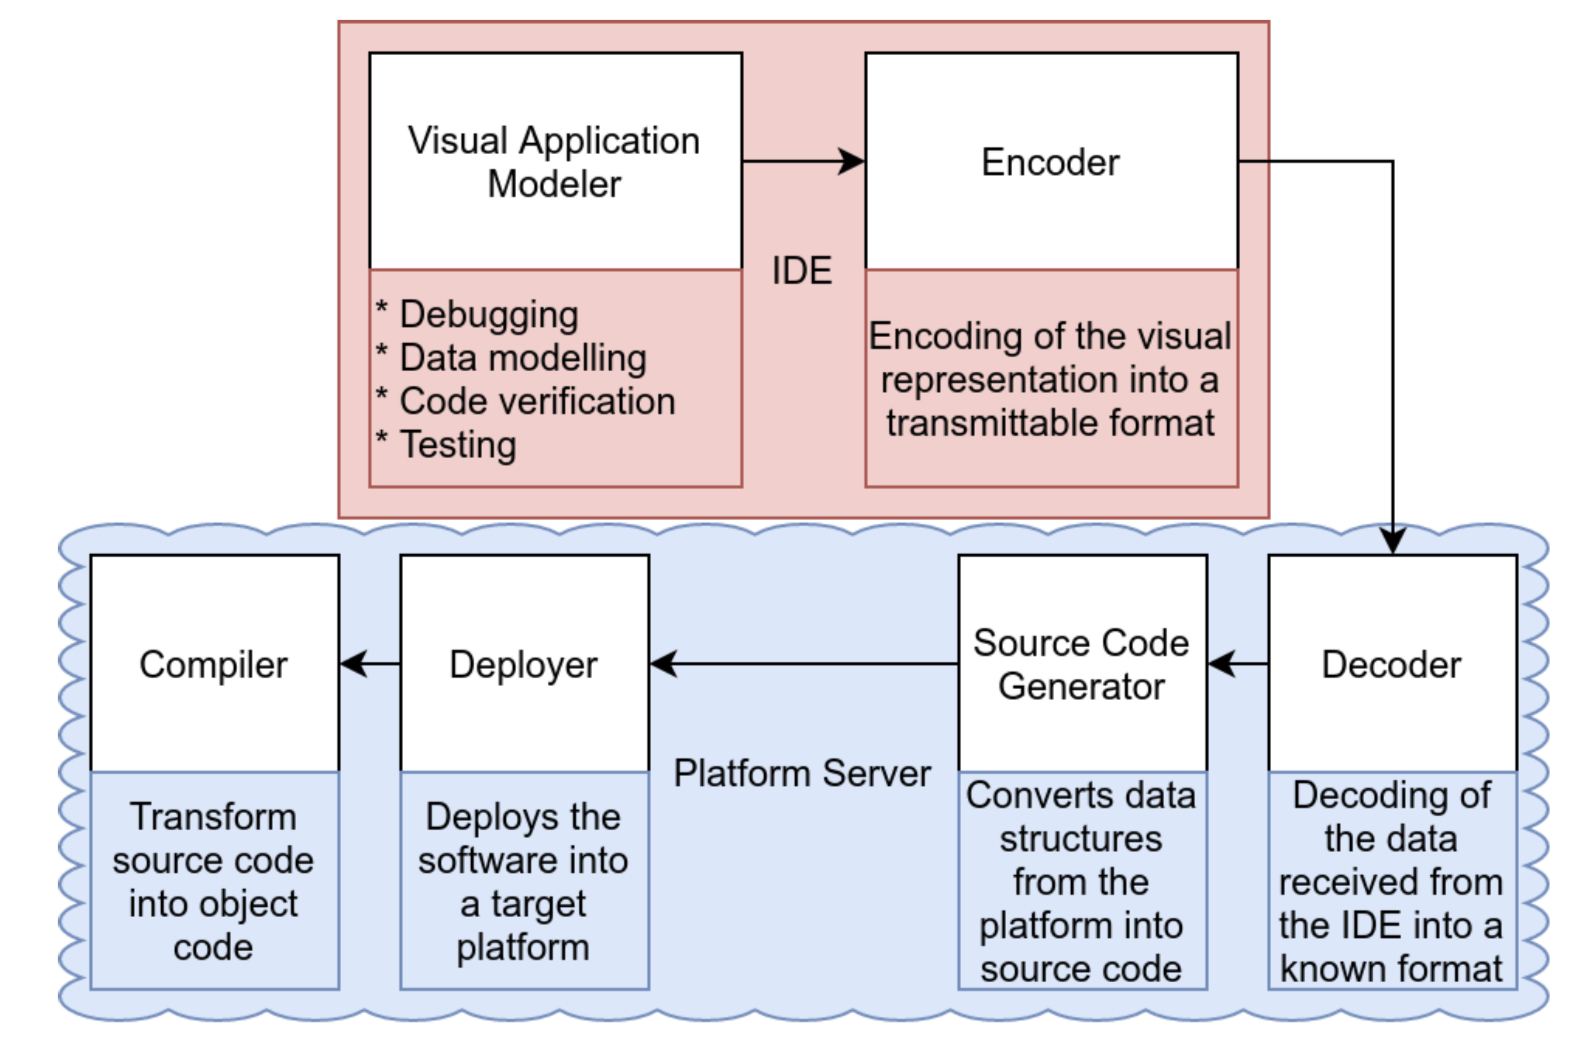 Visual Application
Modeler
Encoder
IDE
* Debugging
* Data modelling
* Code verification
* Testing
Encoding of the visual
representation into a
transmittable format
Compiler
Deployer
Source Code
Generator
Decoder
Platform Server
Transform
source code
into object
code
Deploys the
software into
a target
platform
Converts data
structures
from the
platform into
source code
Decoding of
the data
received from
the IDE into a
known format